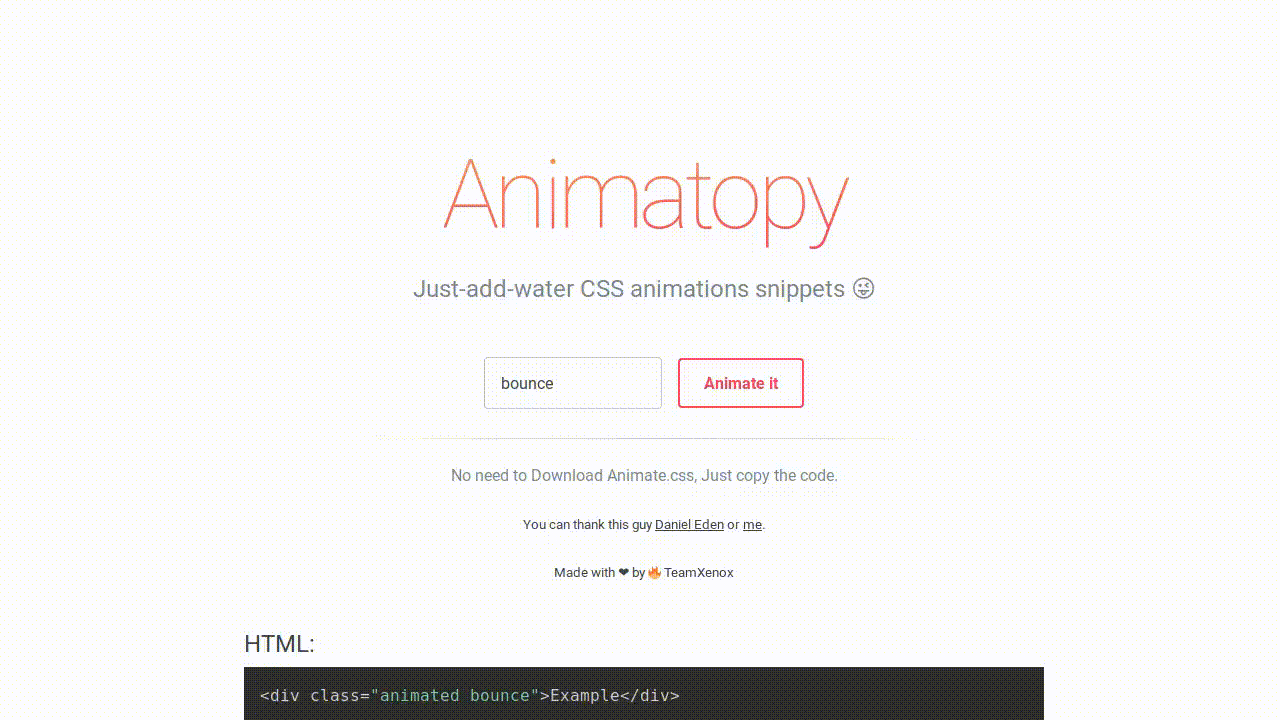 Animatopy
Just-add-water CSS animations snippets 😜
bounce
Animate it
No need to Download Animate.css, Just copy the code.
You can thank this guy Daniel Eden or me.
Made with ❤ by 🔥 TeamXenox
HTML:
<div class="animated bounce">Example</div>